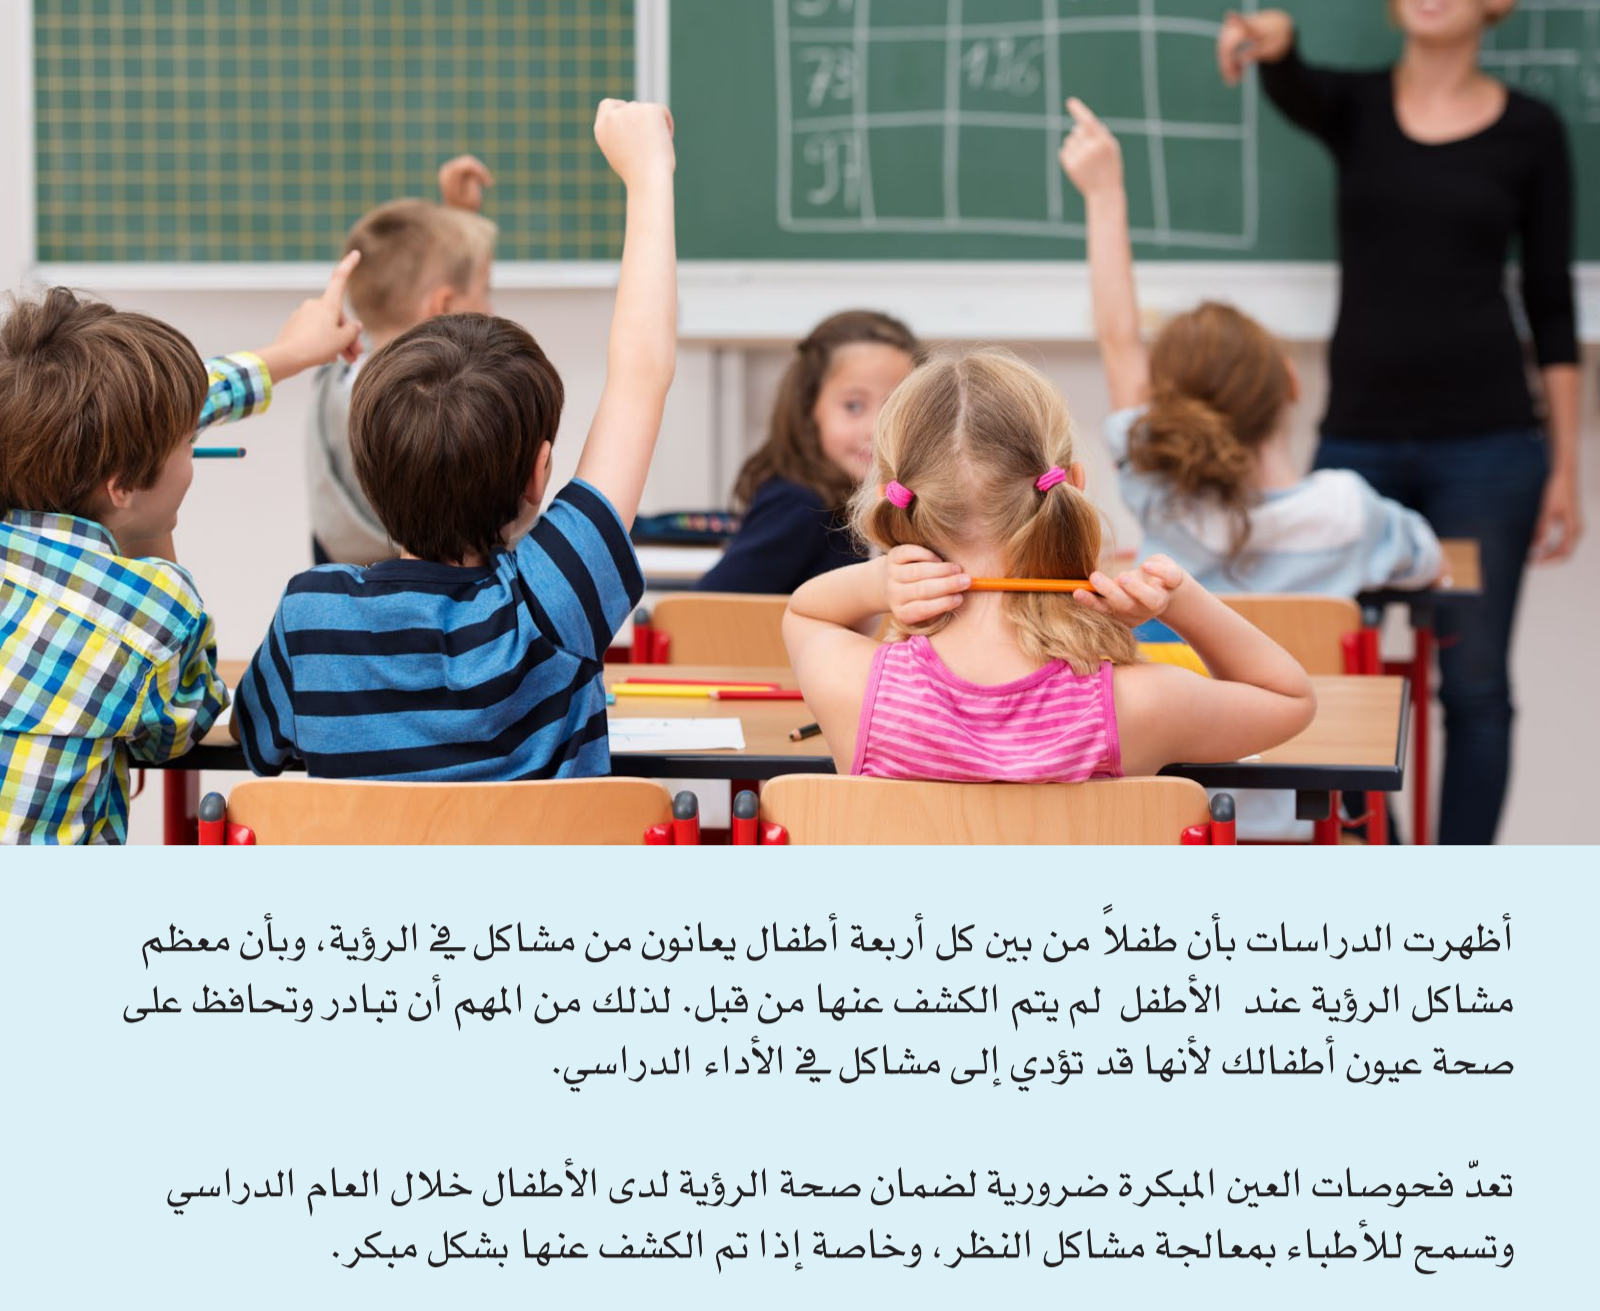 73
136
97
أظهرت الدراسات بأن طفلاً من بين كل أربعة أطفال يعانون من مشاكل في الرؤية، وبأن معظم
مشاكل الرؤية عند الأطفل لم يتم الكشف عنها من قبل. لذلك من المهم أن تبادر وتحافظ على
صحة عيون أطفالك لأنها قد تؤدي إلى مشاكل في الأداء الدراسي.
تعدّ فحوصات العين المبكرة ضرورية لضمان صحة الرؤية لدى الأطفال خلال العام الدراسي
وتسمح للأطباء بمعالجة مشاكل النظر، وخاصة إذا تم الكشف عنها بشكل مبكر.